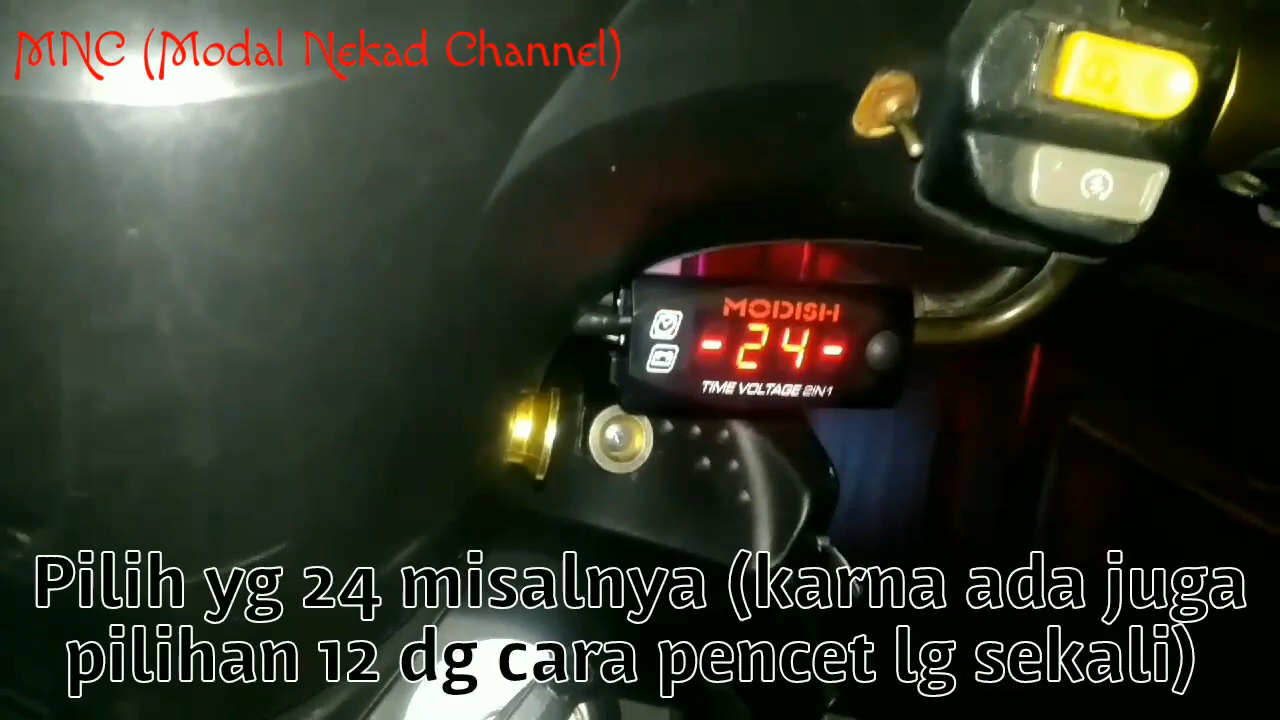 MNC (Modal Nekad Channel)
MODISH
-24-
TIME VOLTAGE 2IN1
Pilih yg 24 misalnya (karna ada juga
pilihan 12 dg cara pencet lg sekali)